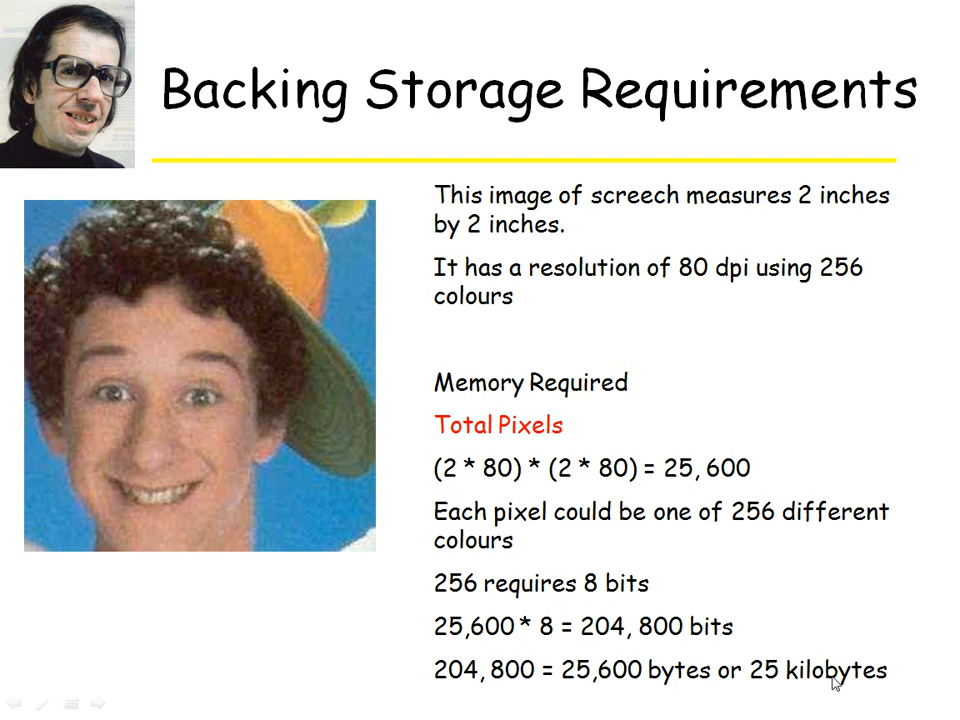 Backing Storage Requirements
This image of screech measures 2 inches
by 2 inches.
It has a resolution of 80 dpi using 256
colours
Memory Required
Total Pixels
(2 * 80) * (2 * 80) = 25, 600
Each pixel could be one of 256 different
colours
256 requires 8 bits
25,600 * 8 = 204, 800 bits
204, 800 = 25,600 bytes or 25 kilobytes